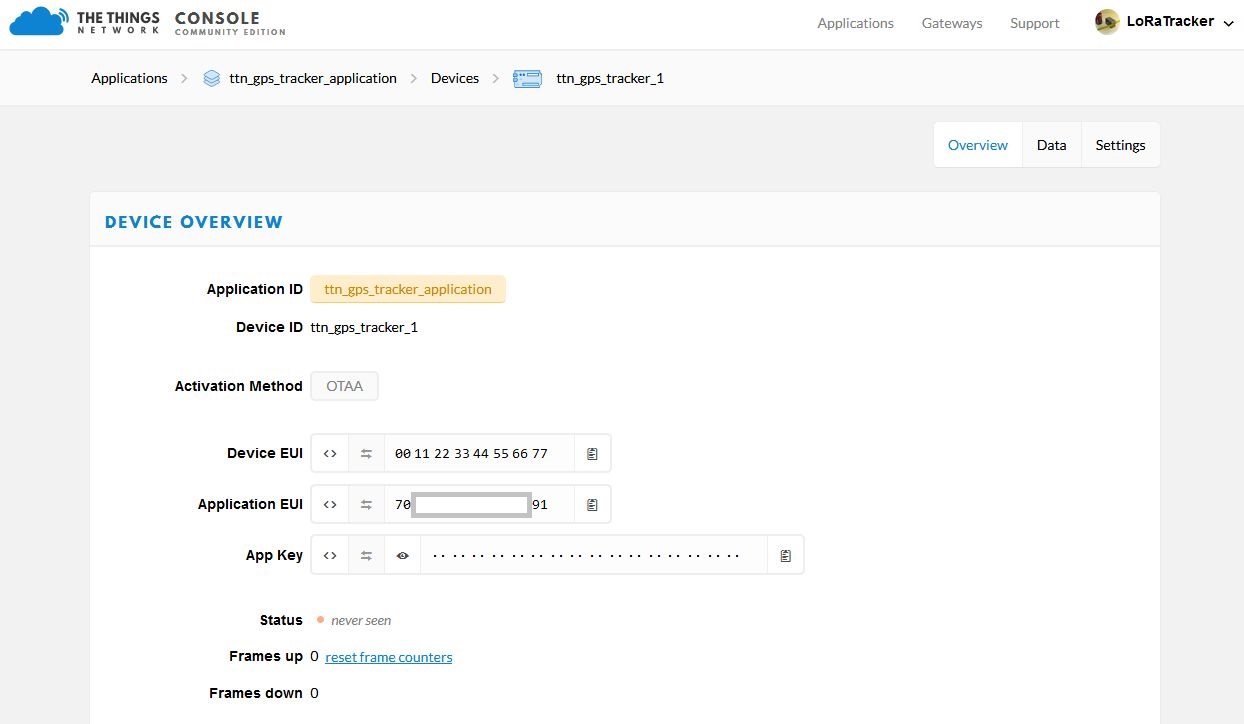 THE THINGS NETWORK CONSOLE COMMUNITY EDITION
Applications Gateways Support LoRaTracker
Applications > ttn_gps_tracker_application > Devices > ttn_gps_tracker_1
Overview Data Settings
DEVICE OVERVIEW
Application ID ttn_gps_tracker_application
Device ID ttn_gps_tracker_1
Activation Method OTAA
Device EUI <> 00 11 22 33 44 55 66 77
Application EUI <> 70 91
App Key <> .. .. .. .. .. .. .. .. .. .. .. .. .. .. .. ..
Status never seen
Frames up 0 reset frame counters
Frames down 0